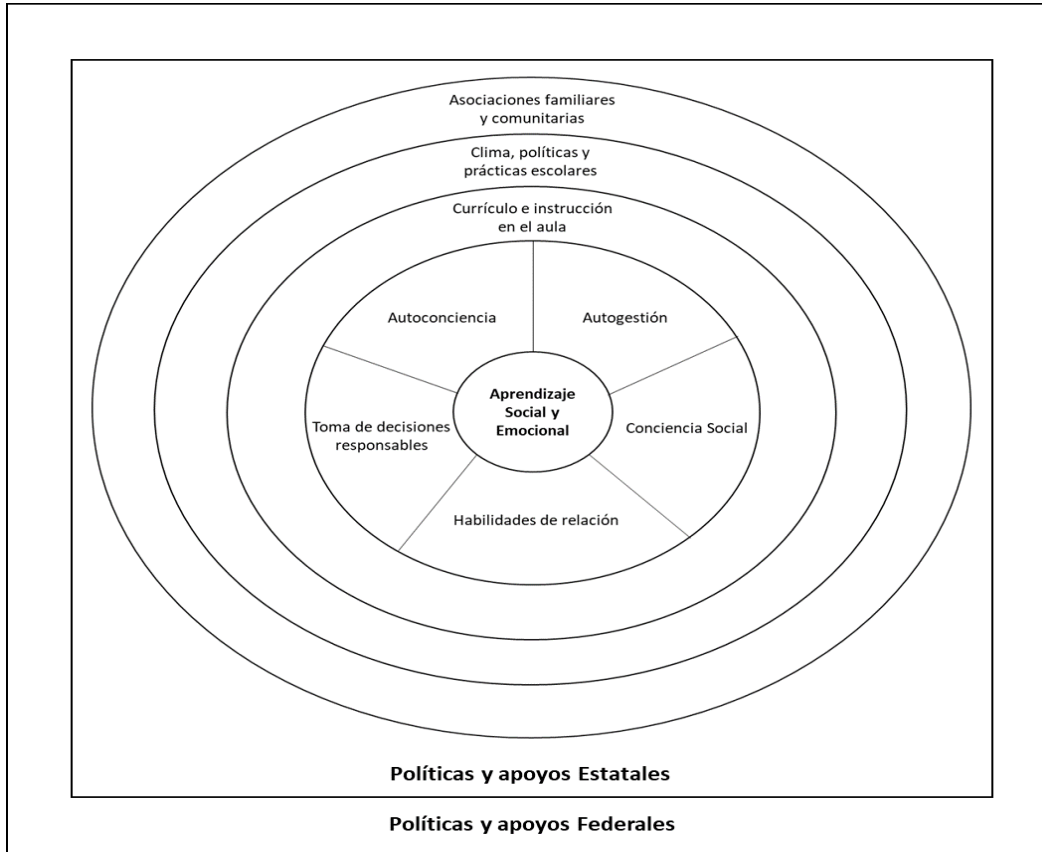 Asociaciones familiares
y comunitarias
Clima, políticas y
prácticas escolares
Currículo e instrucción
en el aula
Autoconciencia
Autogestión
Aprendizaje
Social y
Emocional
Toma de decisiones
responsables
Conciencia Social
Habilidades de relación
Políticas y apoyos Estatales
Políticas y apoyos Federales